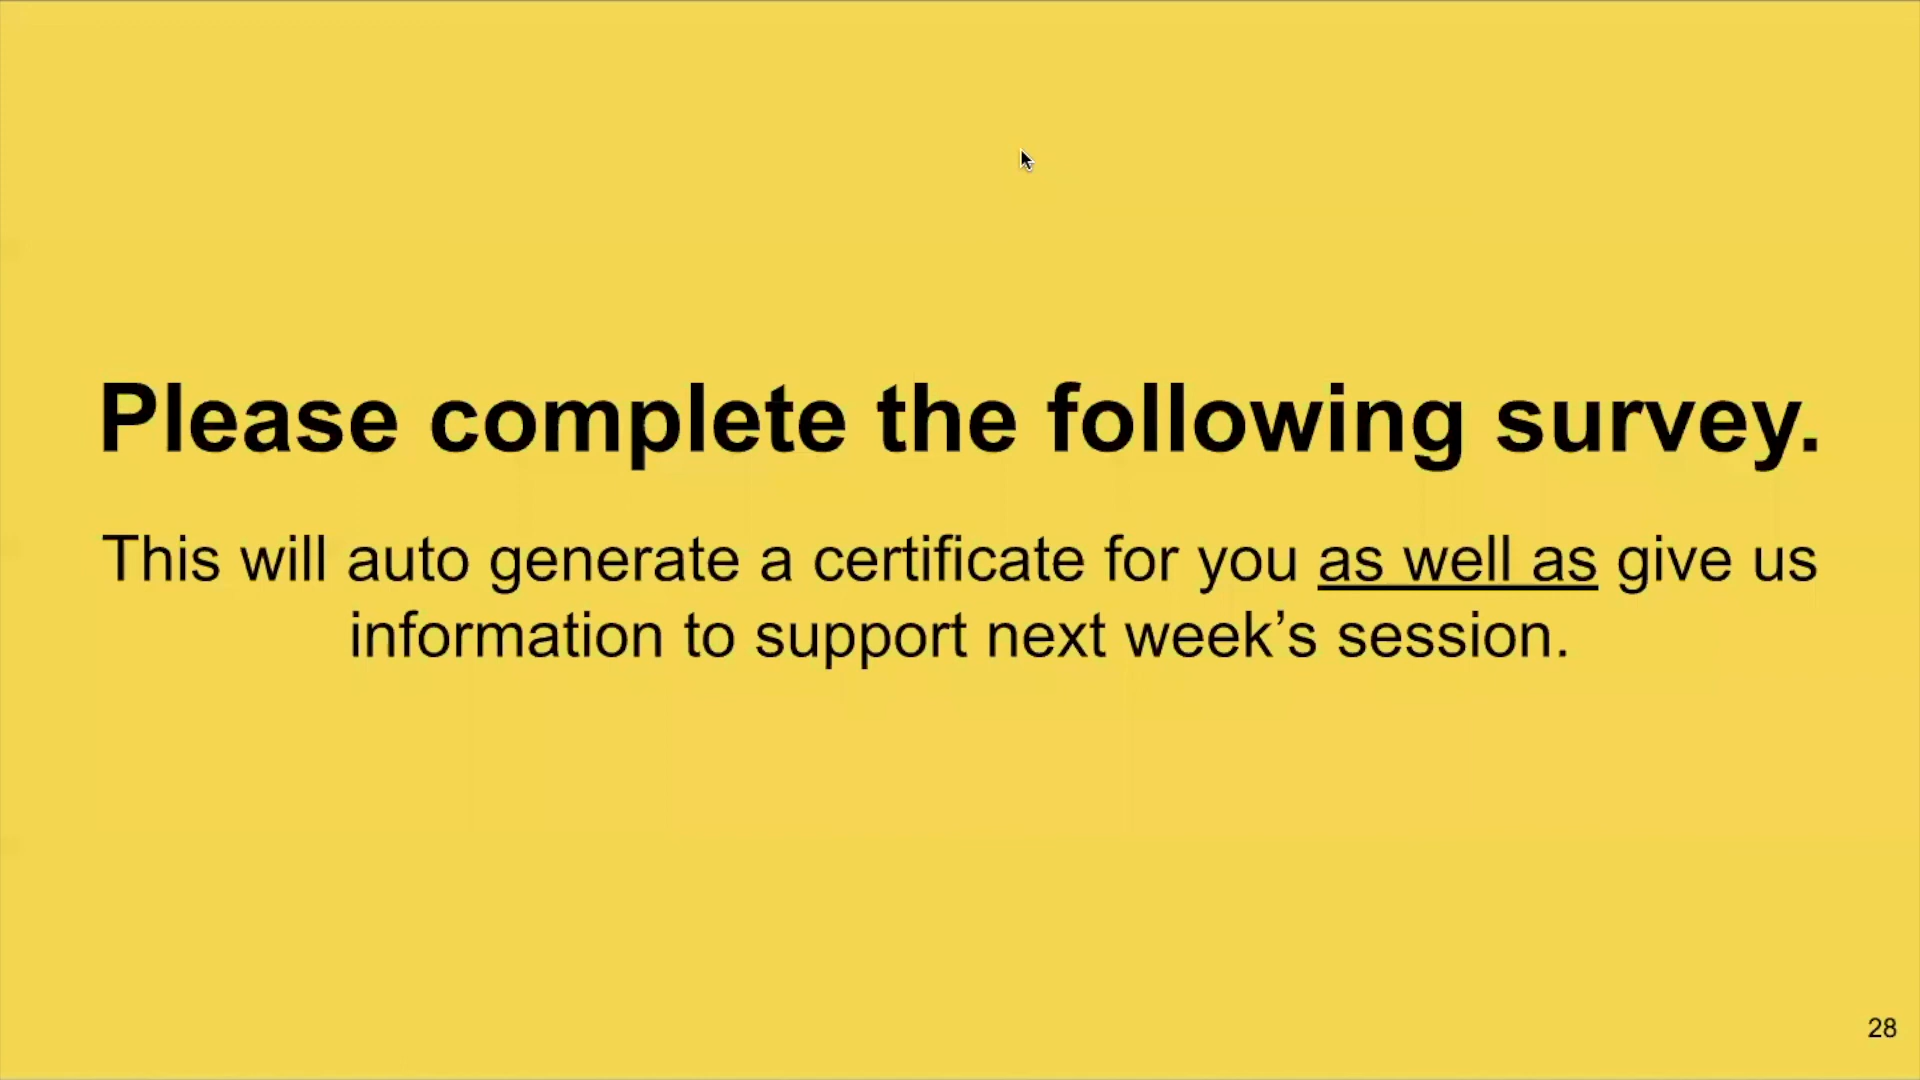 Please complete the following survey.
This will auto generate a certificate for you as well as give us
information to support next week’s session.
28